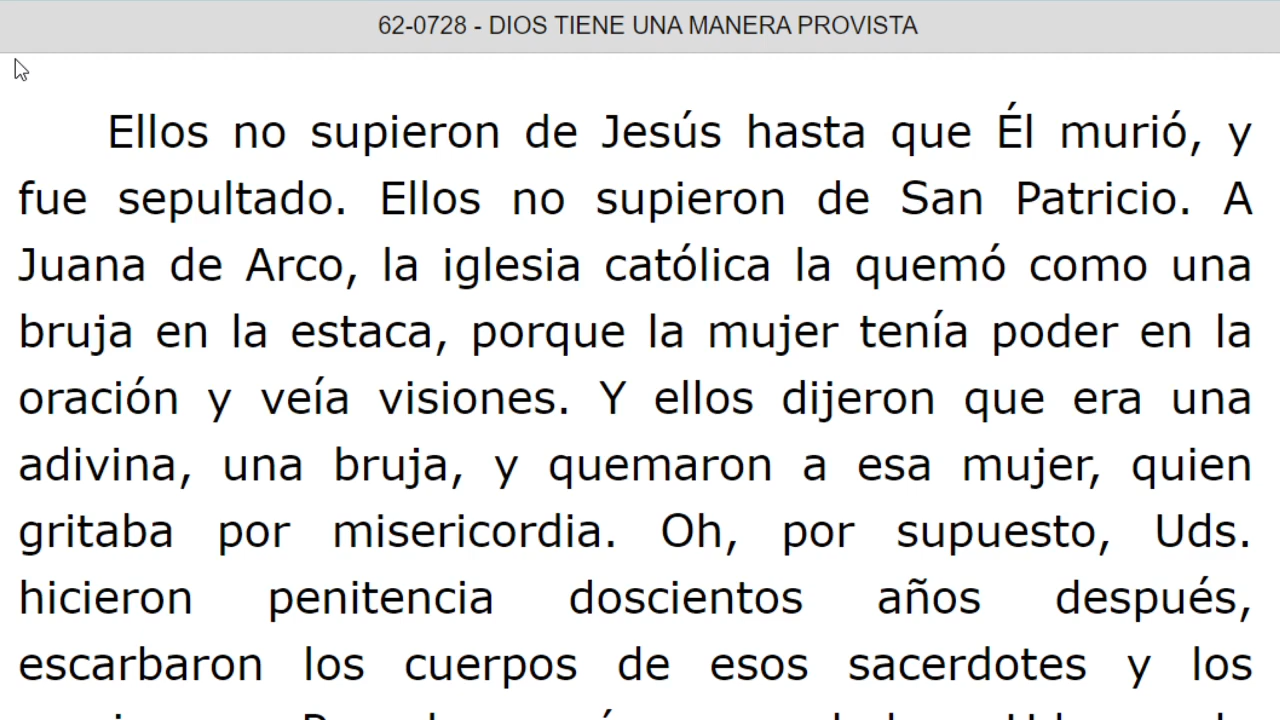 62-0728 - DIOS TIENE UNA MANERA PROVISTA
Ellos no supieron de Jesús hasta que Él murió, y
fue sepultado. Ellos no supieron de San Patricio. A
Juana de Arco, la iglesia católica la quemó como una
bruja en la estaca, porque la mujer tenía poder en la
oración y veía visiones. Y ellos dijeron que era una
adivina, una bruja, y quemaron a esa mujer, quien
gritaba por misericordia. Oh, por supuesto, Uds.
hicieron penitencia doscientos años después,
escarbaron los cuerpos de esos sacerdotes y los